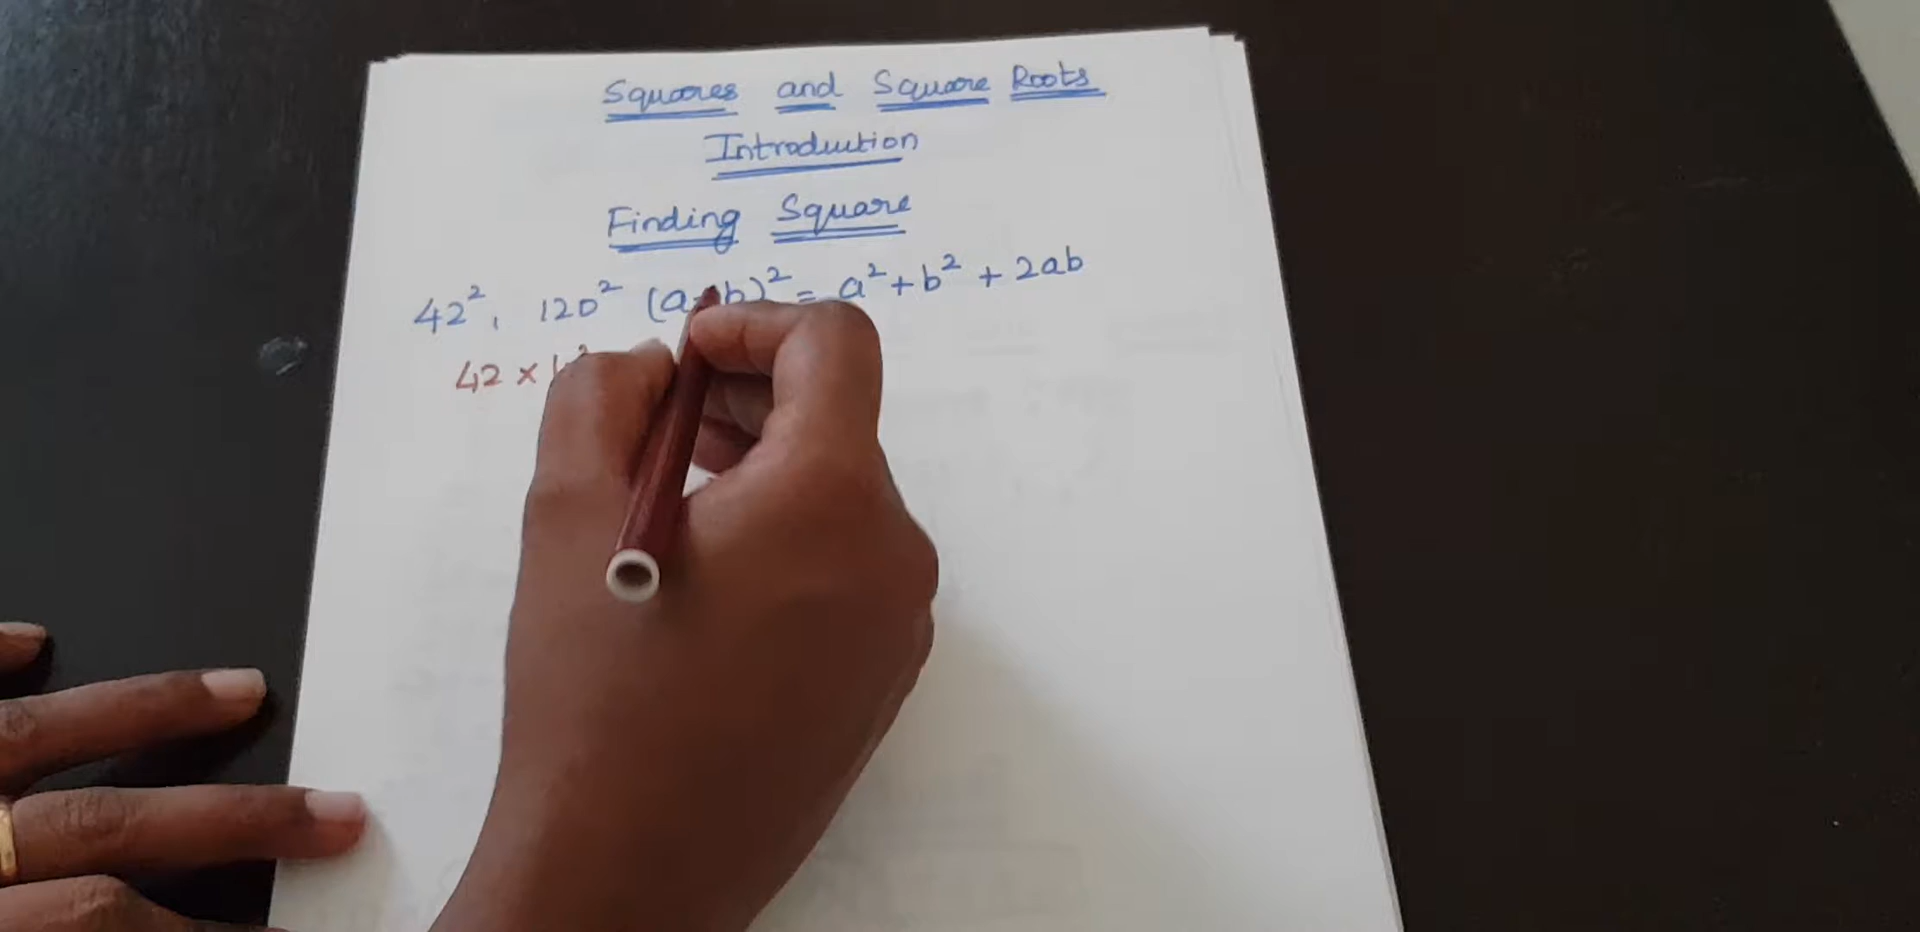 Squares and Square Roots
Introduction
Finding Square
42², 120² (a+b)² = a² + b² + 2ab
42 ×